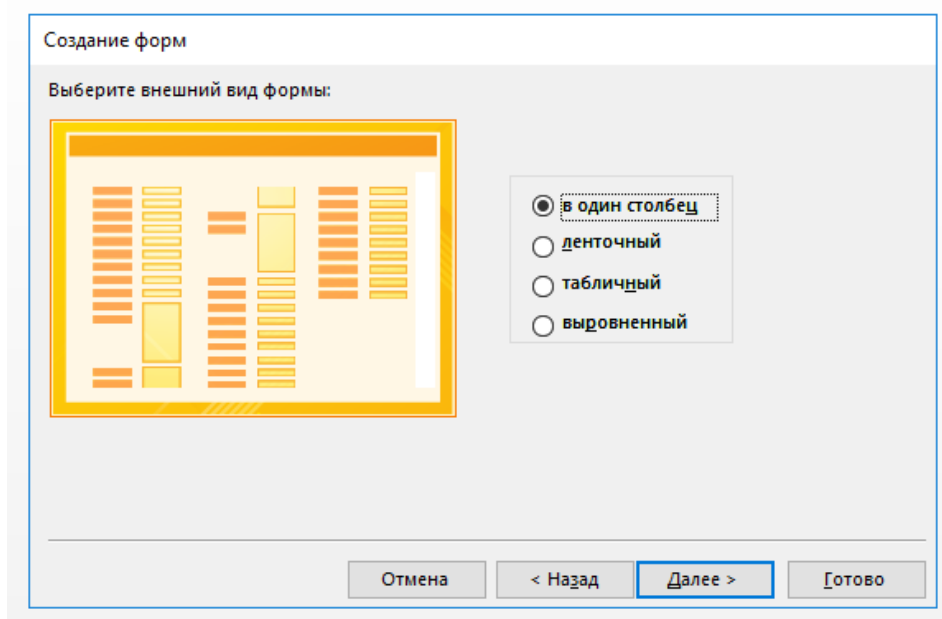 Создание форм
Выберите внешний вид формы:
в один столбец
ленточный
табличный
выровненный
Отмена
< Назад
Далее >
Готово